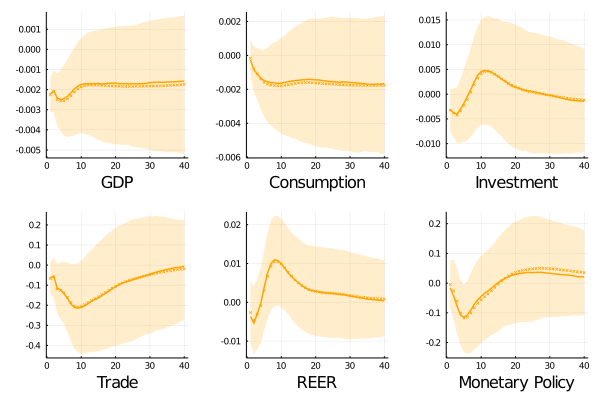 0.001
0.000
-0.001
-0.002
-0.003
-0.004
-0.005
0 10 20 30 40
GDP
0.002
0.000
-0.002
-0.004
-0.006
0 10 20 30 40
Consumption
0.015
0.010
0.005
0.000
-0.005
-0.010
0 10 20 30 40
Investment
0.2
0.1
0.0
-0.1
-0.2
-0.3
-0.4
0 10 20 30 40
Trade
0.02
0.01
0.00
-0.01
0 10 20 30 40
REER
0.2
0.1
0.0
-0.1
-0.2
0 10 20 30 40
Monetary Policy